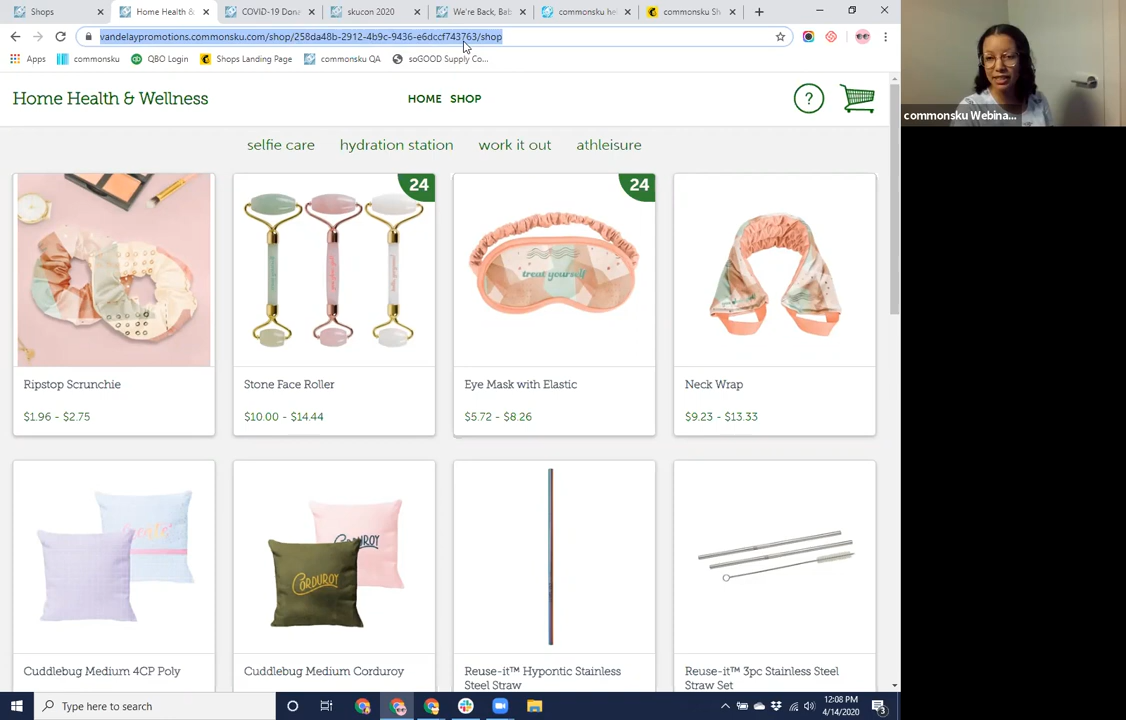 Shops
Home Health &
COVID-19 Dona
skucon 2020
We're Back, Bab
commonsku he
commonsku Sh
vandelaypromotions.commonsku.com/shop/258da48b-2912-4b9c-9436-e6dccf743763/shop
Apps
commonsku
QBO Login
Shops Landing Page
commonsku QA
soGOOD Supply Co...
commonsku Webina...
Home Health & Wellness
HOME
SHOP
?
selfie care
hydration station
work it out
athleisure
24
24
treat yourself
Ripstop Scrunchie
Stone Face Roller
Eye Mask with Elastic
Neck Wrap
$1.96 - $2.75
$10.00 - $14.44
$5.72 - $8.26
$9.23 - $13.33
CORDUROY
Cuddlebug Medium 4CP Poly
Cuddlebug Medium Corduroy
Reuse-it™ Hypontic Stainless
Steel Straw
Reuse-it™ 3pc Stainless Steel
Straw Set
Type here to search
12:08 PM
4/14/2020
3